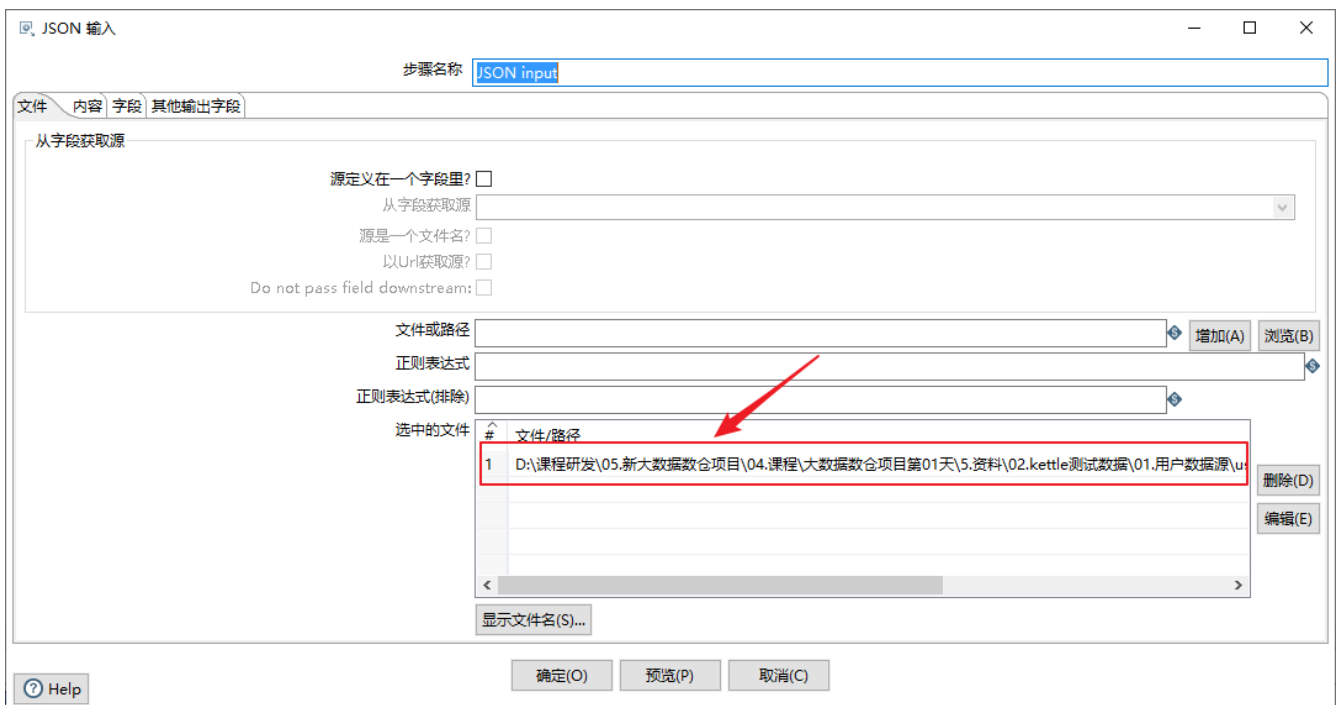 JSON 输入
步骤名称 JSON input
文件 内容 字段 其他输出字段
从字段获取源
源定义在一个字段里?
从字段获取源
源是一个文件名?
以Url获取源?
Do not pass field downstream:
文件或路径 增加(A) 浏览(B)
正则表达式
正则表达式(排除)
选中的文件 # 文件/路径
1 D:\课程研发\05.新大数据数仓项目\04.课程\大数据数仓项目第01天\5.资料\02.kettle测试数据\01.用户数据源\us
删除(D)
编辑(E)
显示文件名(S)...
确定(O) 预览(P) 取消(C)
Help